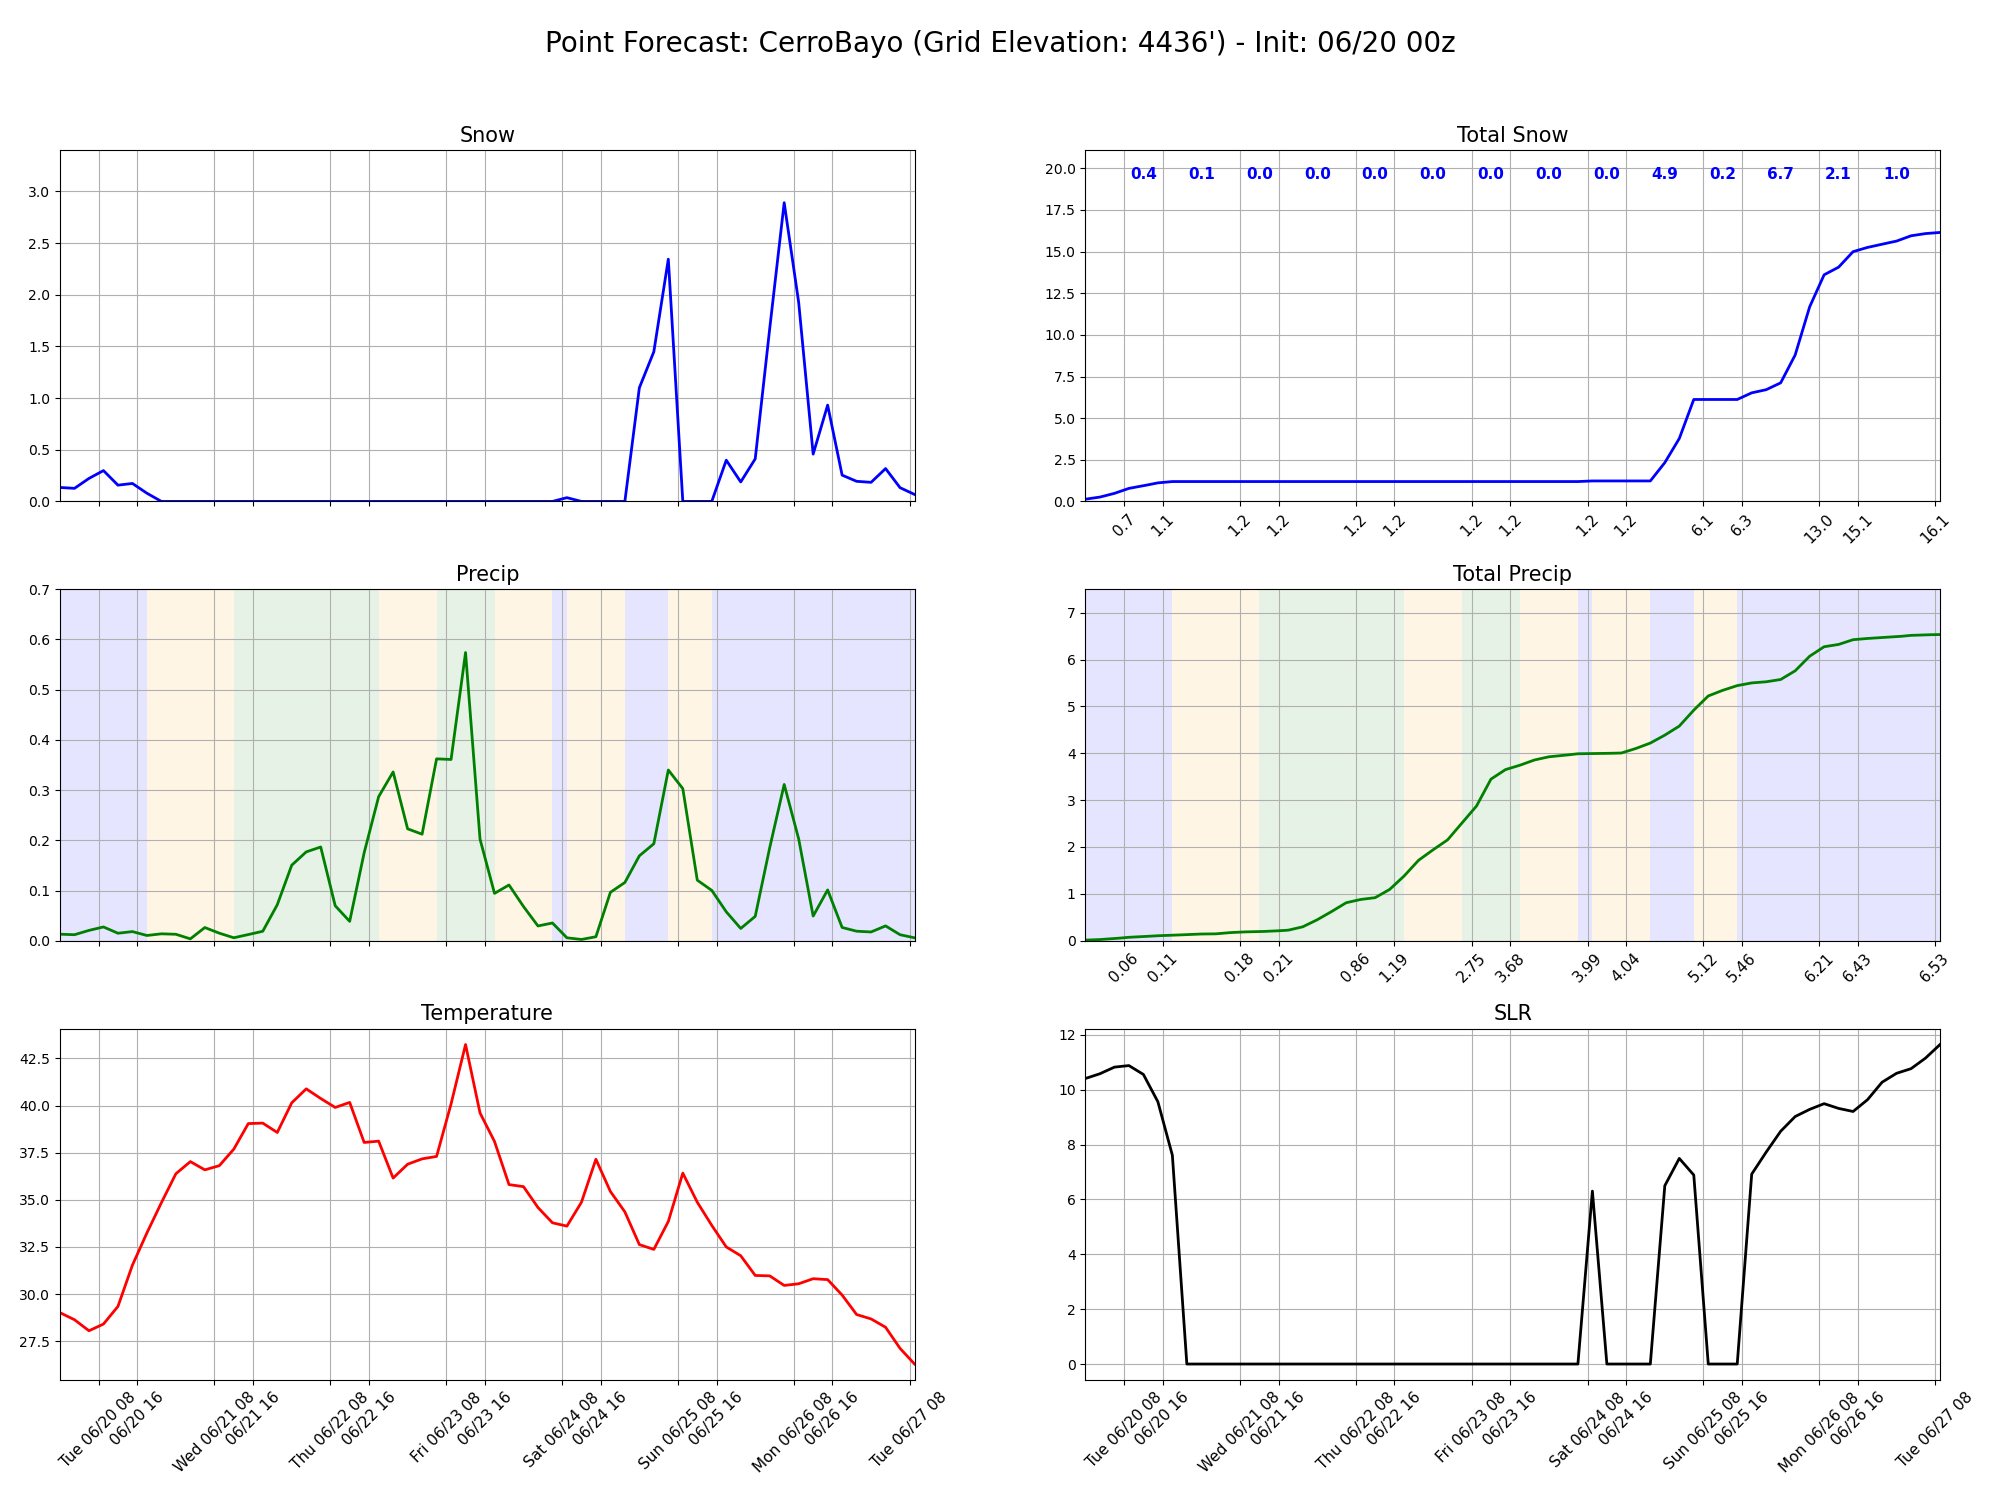 Point Forecast: CerroBayo (Grid Elevation: 4436') - Init: 06/20 00z
Snow
3.0
2.5
2.0
1.5
1.0
0.5
0.0
Total Snow
20.0
17.5
15.0
12.5
10.0
7.5
5.0
2.5
0.0
0.4 0.1 0.0 0.0 0.0 0.0 0.0 0.0 0.0 4.9 0.2 6.7 2.1 1.0
0.7 1.1 1.2 1.2 1.2 1.2 1.2 1.2 1.2 1.2 6.1 6.3 13.0 15.1 16.1
Precip
0.7
0.6
0.5
0.4
0.3
0.2
0.1
0.0
Total Precip
7
6
5
4
3
2
1
0
0.06 0.11 0.18 0.21 0.86 1.19 2.75 3.68 3.99 4.04 5.12 5.46 6.21 6.43 6.53
Temperature
42.5
40.0
37.5
35.0
32.5
30.0
27.5
Tue 06/20 08
06/20 16
Wed 06/21 08
06/21 16
Thu 06/22 08
06/22 16
Fri 06/23 08
06/23 16
Sat 06/24 08
06/24 16
Sun 06/25 08
06/25 16
Mon 06/26 08
06/26 16
Tue 06/27 08
SLR
12
10
8
6
4
2
0
Tue 06/20 08
06/20 16
Wed 06/21 08
06/21 16
Thu 06/22 08
06/22 16
Fri 06/23 08
06/23 16
Sat 06/24 08
06/24 16
Sun 06/25 08
06/25 16
Mon 06/26 08
06/26 16
Tue 06/27 08